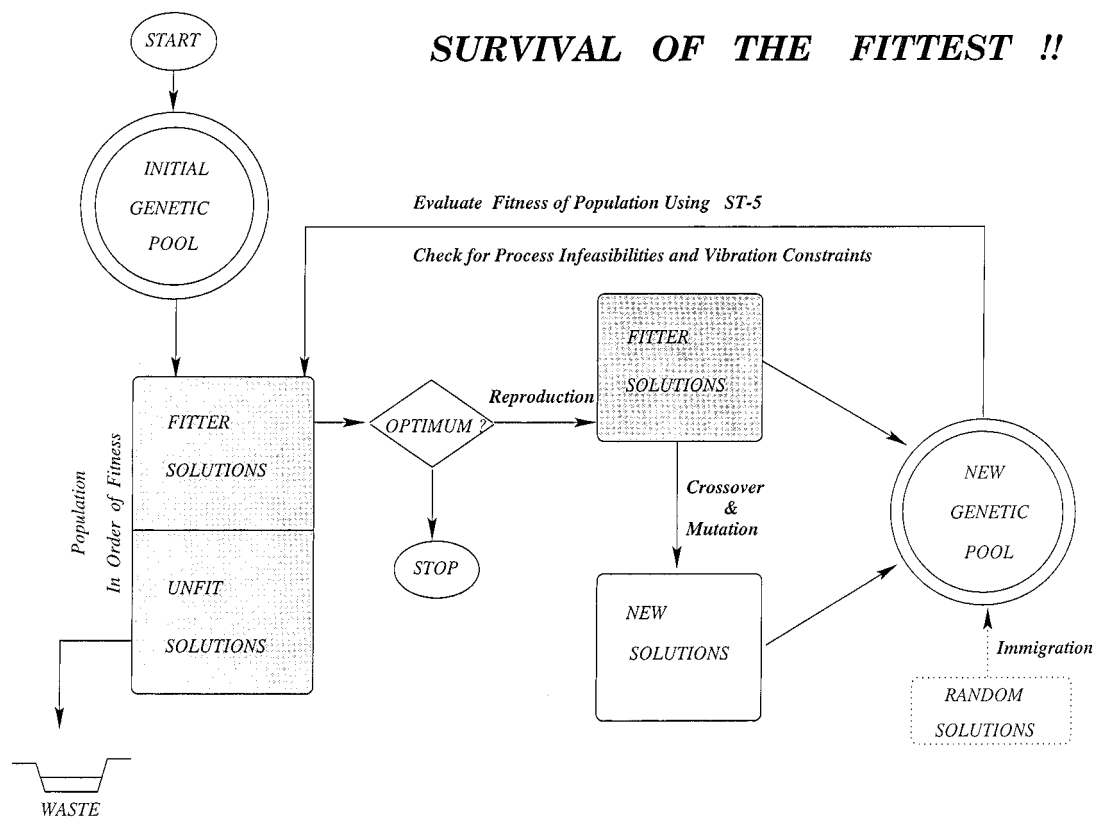 START
SURVIVAL OF THE FITTEST !!
INITIAL
GENETIC
POOL
Evaluate Fitness of Population Using ST-5
Check for Process Infeasibilities and Vibration Constraints
FITTER
SOLUTIONS
Reproduction
FITTER
SOLUTIONS
OPTIMUM ?
Population
In Order of Fitness
UNFIT
SOLUTIONS
STOP
Crossover
&
Mutation
NEW
GENETIC
POOL
NEW
SOLUTIONS
Immigration
RANDOM
SOLUTIONS
WASTE